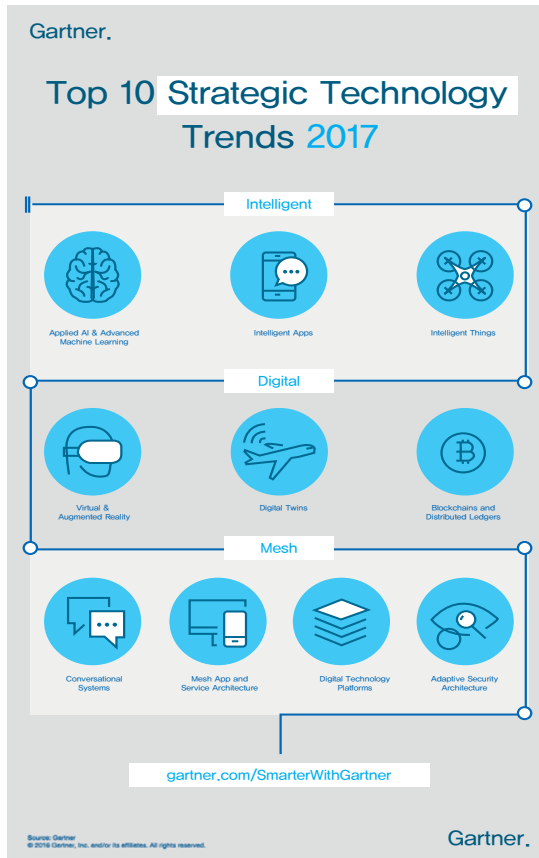 Gartner.
Top 10 Strategic Technology
Trends 2017
Intelligent
Applied AI & Advanced
Machine Learning
Intelligent Apps
Intelligent Things
Digital
Virtual &
Augmented Reality
Digital Twins
Blockchains and
Distributed Ledgers
Mesh
Conversational
Systems
Mesh App and
Service Architecture
Digital Technology
Platforms
Adaptive Security
Architecture
gartner.com/SmarterWithGartner
Source: Gartner
© 2016 Gartner, Inc. and/or its affiliates. All rights reserved.
Gartner.